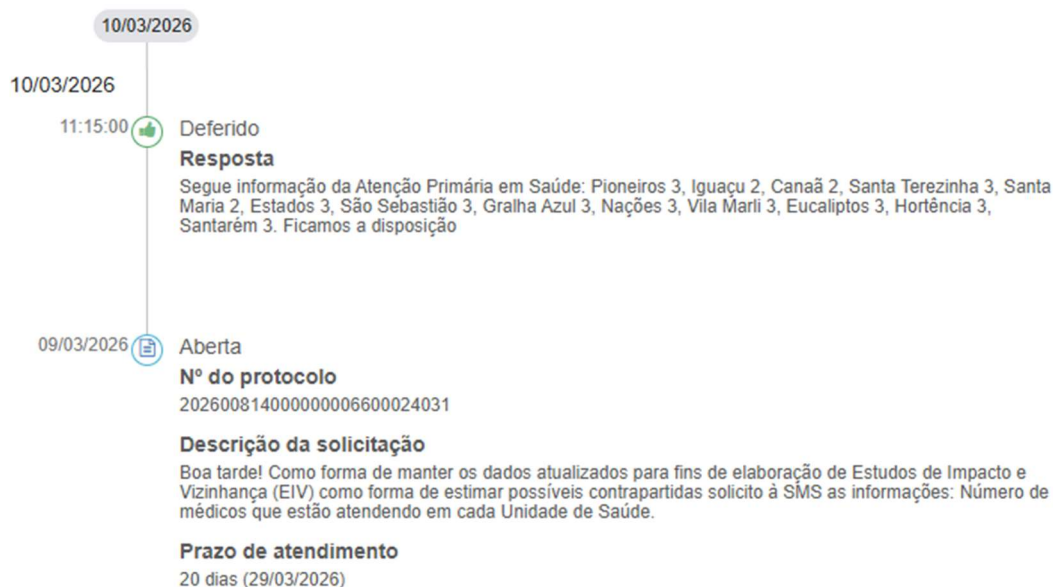 10/03/2026
10/03/2026
11:15:00 Deferido
Resposta
Segue informação da Atenção Primária em Saúde: Pioneiros 3, Iguaçu 2, Canaã 2, Santa Terezinha 3, Santa
Maria 2, Estados 3, São Sebastião 3, Gralha Azul 3, Nações 3, Vila Marli 3, Eucaliptos 3, Hortência 3,
Santarém 3. Ficamos a disposição
09/03/2026 Aberta
Nº do protocolo
202600814000000006600024031
Descrição da solicitação
Boa tarde! Como forma de manter os dados atualizados para fins de elaboração de Estudos de Impacto e
Vizinhança (EIV) como forma de estimar possíveis contrapartidas solicito à SMS as informações: Número de
médicos que estão atendendo em cada Unidade de Saúde.
Prazo de atendimento
20 dias (29/03/2026)